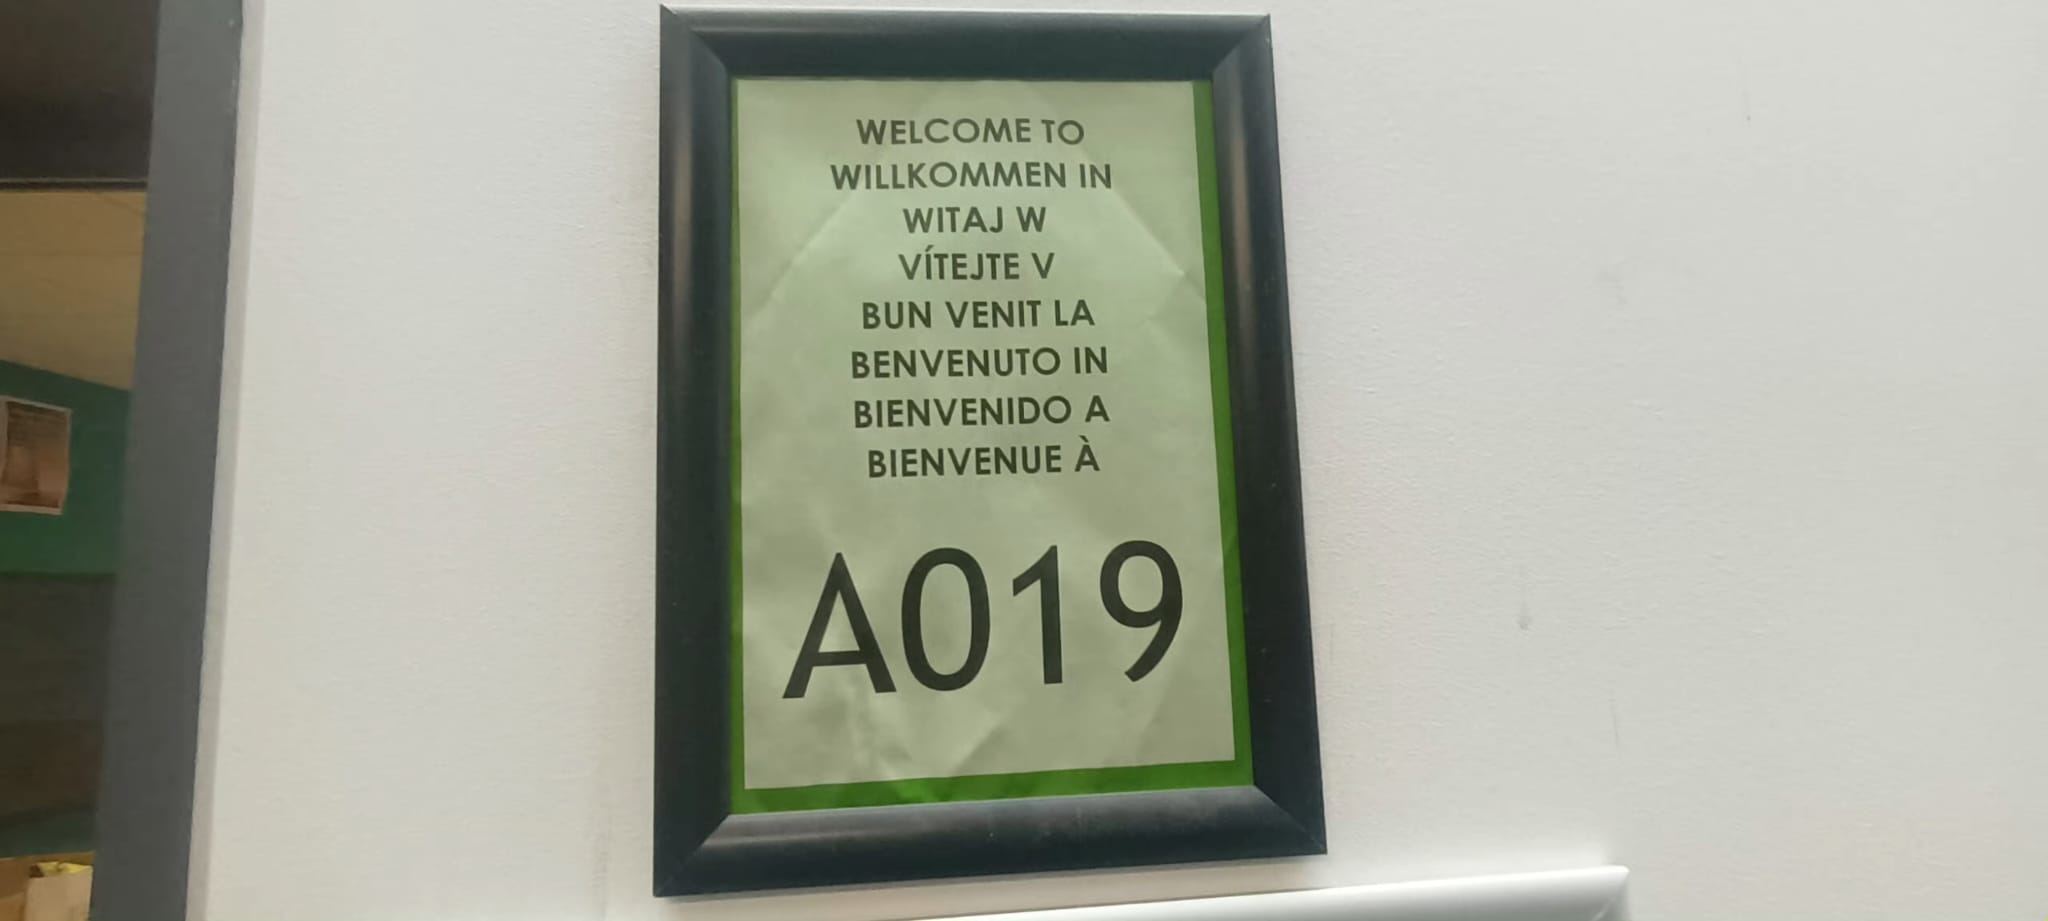 WELCOME TO
WILLKOMMEN IN
WITAJ W
VÍTEJTE V
BUN VENIT LA
BENVENUTO IN
BIENVENIDO A
BIENVENUE À
A019